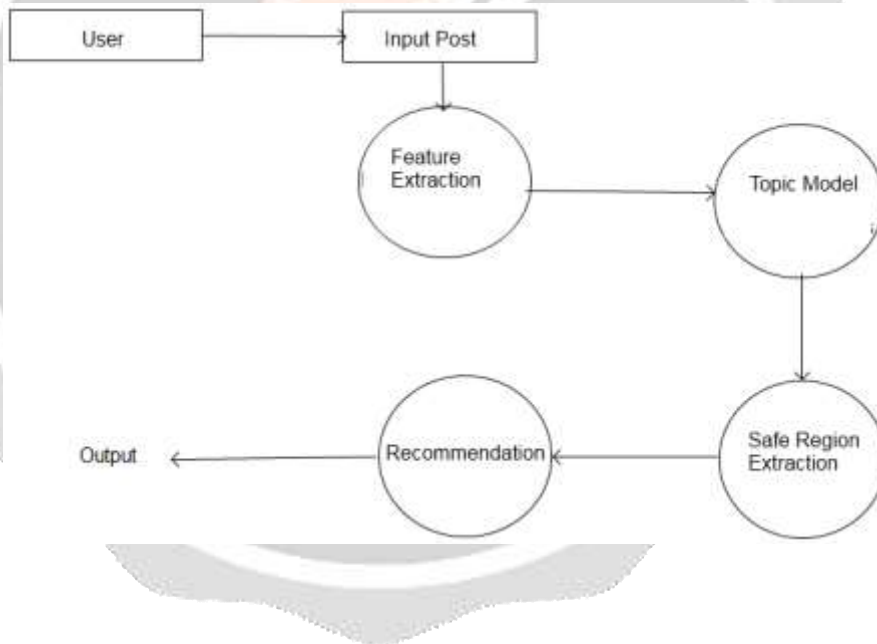 User
Input Post
Feature
Extraction
Topic Model
Safe Region
Extraction
Recommendation
Output